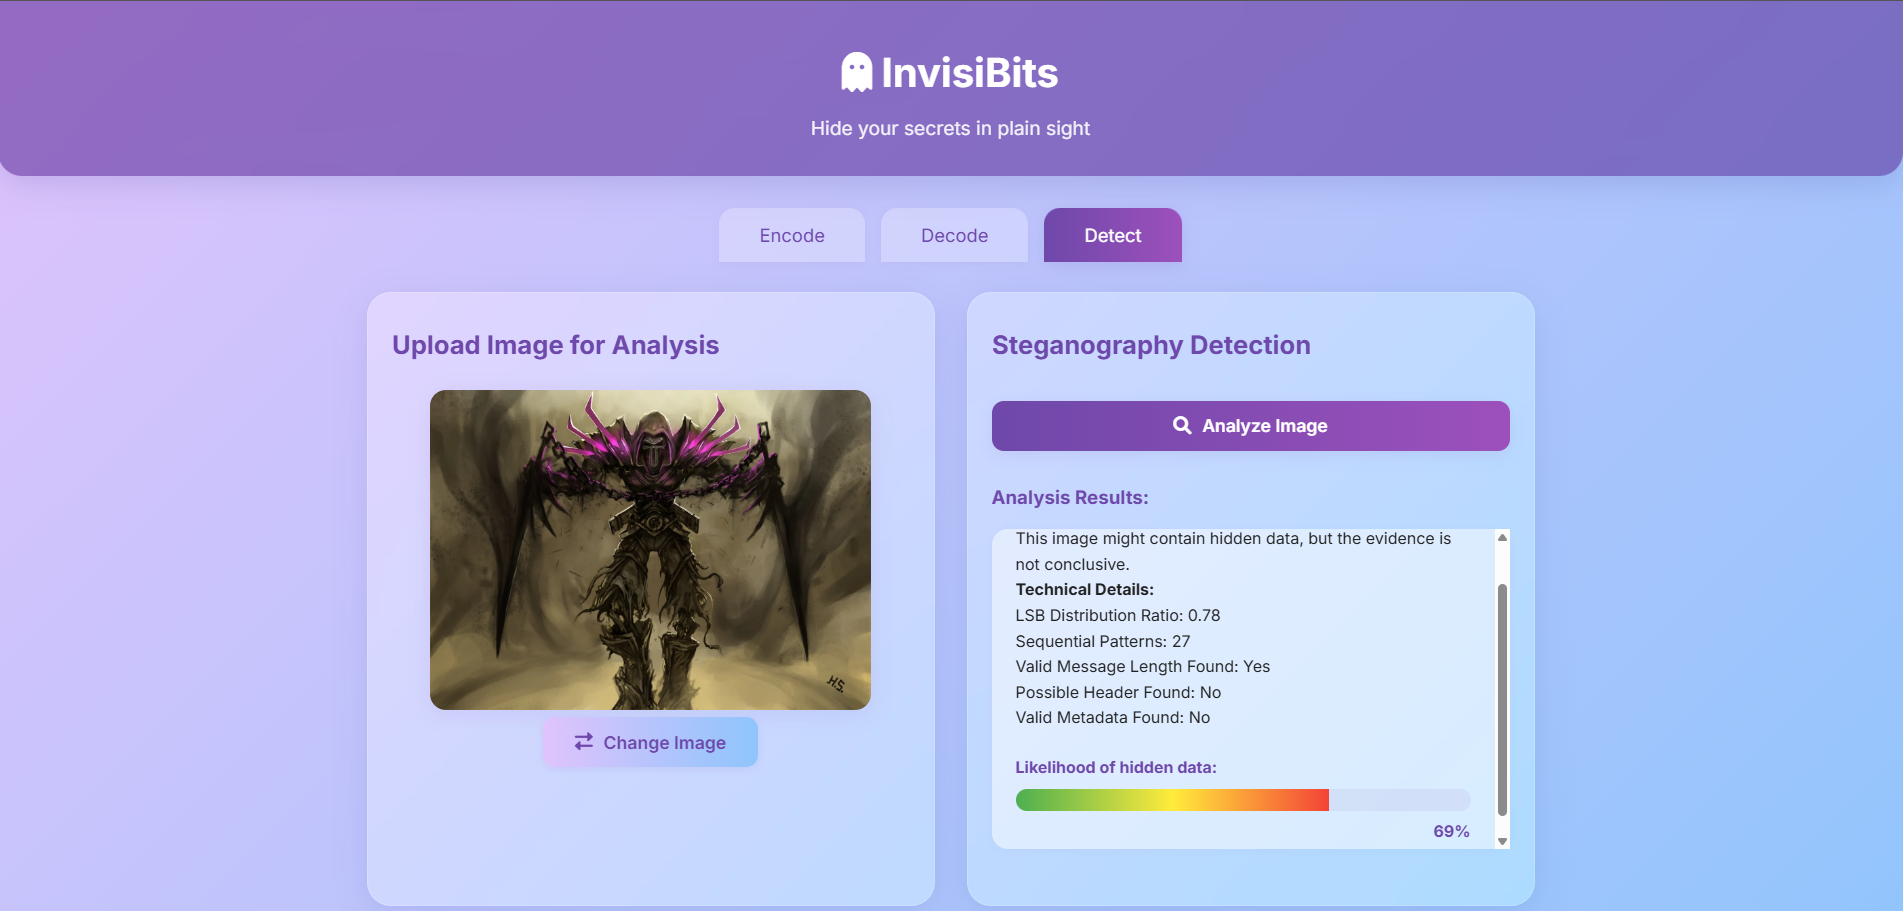 InvisiBits
Hide your secrets in plain sight
Encode
Decode
Detect
Upload Image for Analysis
H.S.
Change Image
Steganography Detection
Analyze Image
Analysis Results:
This image might contain hidden data, but the evidence is
not conclusive.
Technical Details:
LSB Distribution Ratio: 0.78
Sequential Patterns: 27
Valid Message Length Found: Yes
Possible Header Found: No
Valid Metadata Found: No
Likelihood of hidden data:
69%